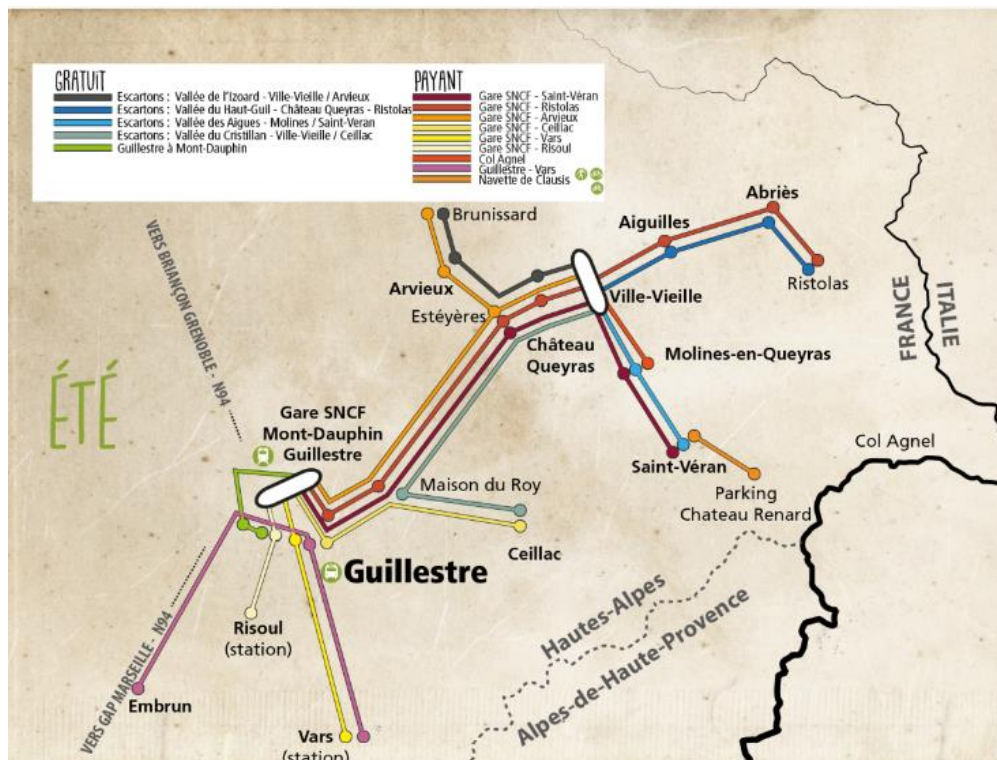 GRATUIT
Escartons : Vallée de l'Izoard - Ville-Vieille / Arvieux
Escartons : Vallée du Haut-Guil - Château Queyras - Ristolas
Escartons : Vallée des Aigues - Molines / Saint-Veran
Escartons : Vallée du Cristillan - Ville-Vieille / Ceillac
Guillestre à Mont-Dauphin
PAYANT
Gare SNCF - Saint-Véran
Gare SNCF - Ristolas
Gare SNCF - Arvieux
Gare SNCF - Ceillac
Gare SNCF - Vars
Gare SNCF - Risoul
Col Agnel
Guillestre - Vars
Navette de Clausis
VERS BRIANÇON GRENOBLE - N94
Brunissard
Abriès
Aiguilles
Arvieux
Ristolas
Estéyères
Ville-Vieille
FRANCE
ITALIE
Château
Queyras
Molines-en-Queyras
ÉTÉ
Gare SNCF
Mont-Dauphin
Guillestre
Col Agnel
Saint-Véran
Maison du Roy
Parking
Chateau Renard
Ceillac
Guillestre
Risoul
(station)
Hautes-Alpes
Alpes-de-Haute-Provence
VERS GAP MARSEILLE - N94
Embrun
Vars
(station)